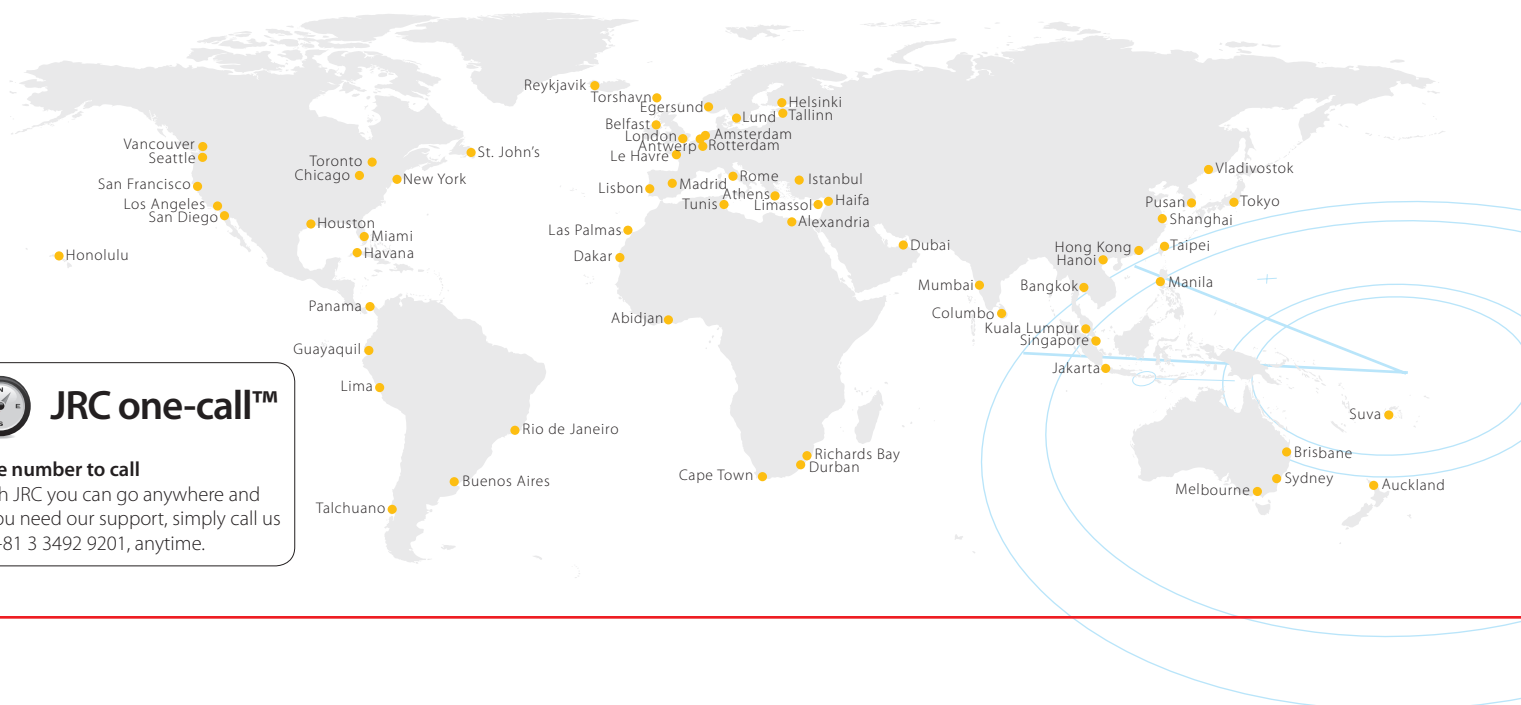 Reykjavik
Torshavn
Egersund
Helsinki
Tallinn
Lund
Belfast
London
Amsterdam
Antwerp
Rotterdam
Le Havre
Vancouver
Seattle
Toronto
Chicago
St. John's
New York
San Francisco
Los Angeles
San Diego
Houston
Miami
Havana
Honolulu
Lisbon
Madrid
Rome
Athens
Istanbul
Tunis
Limassol
Haifa
Alexandria
Las Palmas
Dakar
Dubai
Vladivostok
Pusan
Tokyo
Shanghai
Hong Kong
Taipei
Hanoi
Mumbai
Bangkok
Manila
Columbo
Kuala Lumpur
Singapore
Jakarta
Panama
Abidjan
Guayaquil
Lima
Rio de Janeiro
Buenos Aires
Talchuano
Cape Town
Richards Bay
Durban
Suva
Brisbane
Sydney
Melbourne
Auckland
N
E
S
JRC one-call™
e number to call
h JRC you can go anywhere and
ou need our support, simply call us
81 3 3492 9201, anytime.